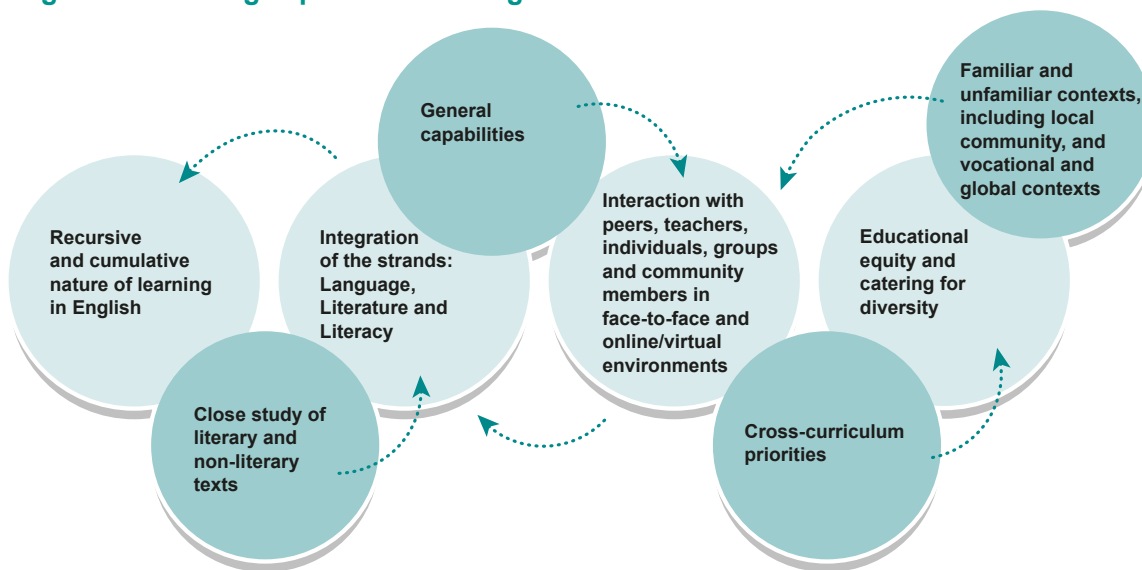 General
capabilities
Familiar and
unfamiliar contexts,
including local
community, and
vocational and
global contexts
Recursive
and cumulative
nature of learning
in English
Integration
of the strands:
Language,
Literature and
Literacy
Interaction with
peers, teachers,
individuals, groups
and community
members in
face-to-face and
online/virtual
environments
Educational
equity and
catering for
diversity
Close study of
literary and
non-literary
texts
Cross-curriculum
priorities